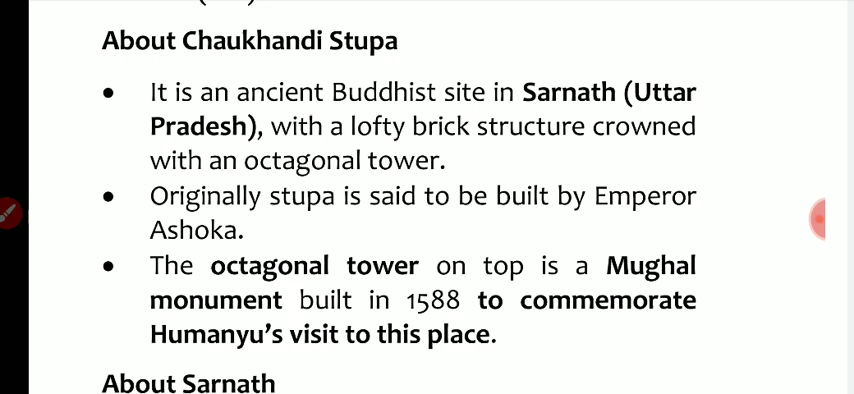 About Chaukhandi Stupa
• It is an ancient Buddhist site in Sarnath (Uttar
Pradesh), with a lofty brick structure crowned
with an octagonal tower.
• Originally stupa is said to be built by Emperor
Ashoka.
• The octagonal tower on top is a Mughal
monument built in 1588 to commemorate
Humanyu's visit to this place.
About Sarnath